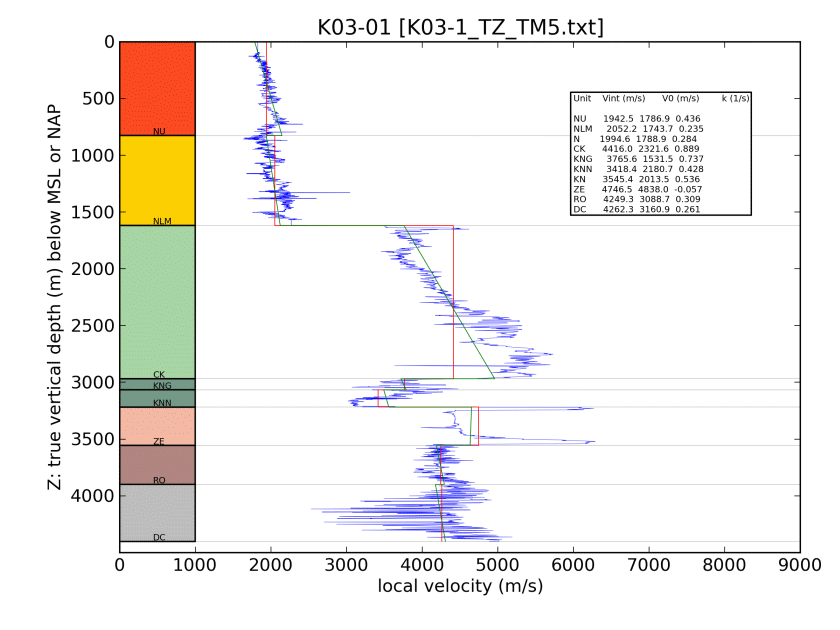 K03-01 [K03-1_TZ_TM5.txt]
0
500
1000
1500
2000
2500
3000
3500
4000
Z: true vertical depth (m) below MSL or NAP
NU
NLM
CK
KNG
KNN
ZE
RO
DC
Unit Vint (m/s) V0 (m/s) k (1/s)
NU 1942.5 1786.9 0.436
NLM 2052.2 1743.7 0.235
N 1994.6 1788.9 0.284
CK 4416.0 2321.6 0.889
KNG 3765.6 1531.5 0.737
KNN 3418.4 2180.7 0.428
KN 3545.4 2013.5 0.536
ZE 4746.5 4838.0 -0.057
RO 4249.3 3088.7 0.309
DC 4262.3 3160.9 0.261
0 1000 2000 3000 4000 5000 6000 7000 8000 9000
local velocity (m/s)